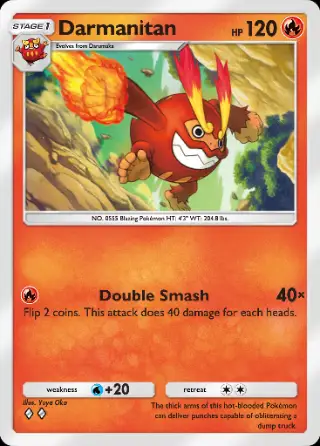 STAGE 1
Darmanitan
HP 120
Evolves from Darumaka
NO. 0555 Blazing Pokémon HT: 4'3" WT: 204.8 lbs.
Double Smash 40×
Flip 2 coins. This attack does 40 damage for each heads.
weakness +20 retreat
illus. Yuya Oka
The thick arms of this hot-blooded Pokémon
can deliver punches capable of obliterating a
dump truck.